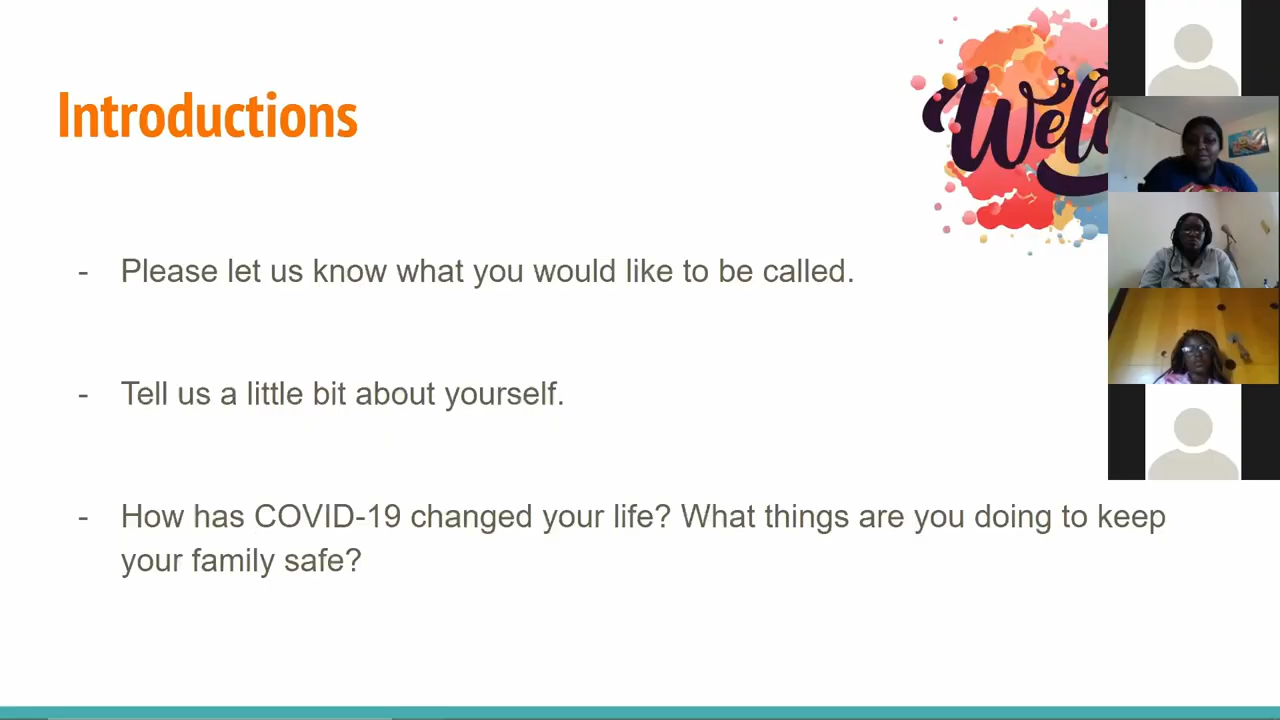 Introductions
- Please let us know what you would like to be called.
- Tell us a little bit about yourself.
- How has COVID-19 changed your life? What things are you doing to keep
your family safe?